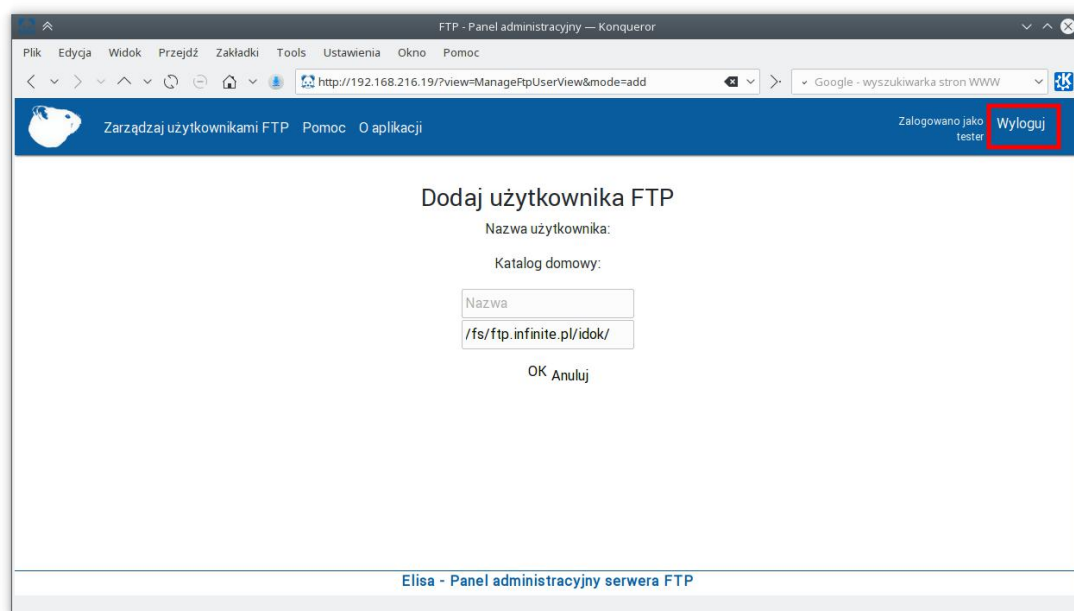 FTP - Panel administracyjny — Konqueror
Plik Edycja Widok Przejdź Zakładki Tools Ustawienia Okno Pomoc
http://192.168.216.19/?view=ManageFtpUserView&mode=add Google - wyszukiwarka stron WWW
Zarządzaj użytkownikami FTP Pomoc O aplikacji
Zalogowano jako
tester
Wyloguj
Dodaj użytkownika FTP
Nazwa użytkownika:
Katalog domowy:
Nazwa
/fs/ftp.infinite.pl/idok/
OK Anuluj
Elisa - Panel administracyjny serwera FTP